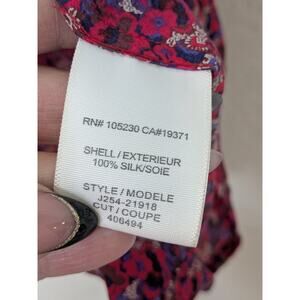 RN# 105230 CA#19371
SHELL / EXTERIEUR
100% SILK/SOIE
STYLE / MODELE
J254-21918
CUT / COUPE
406494